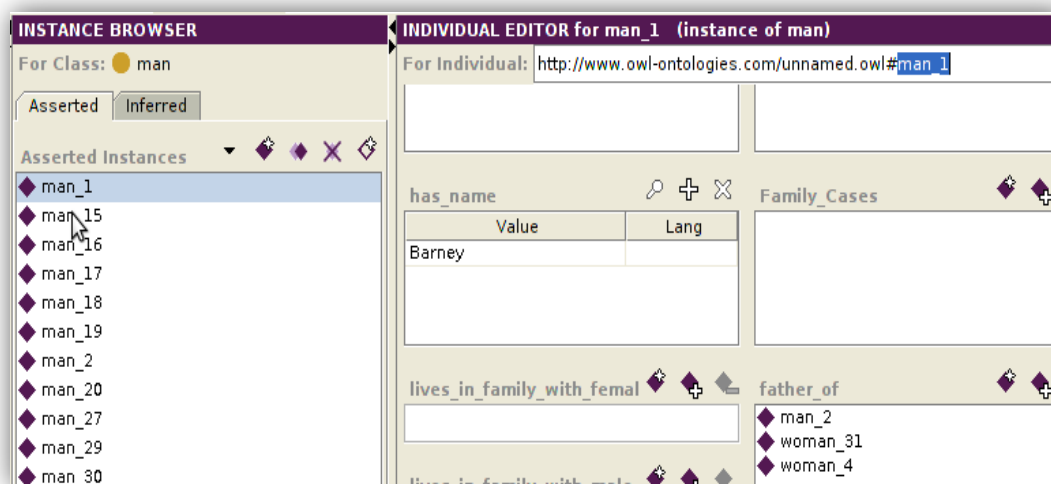 INSTANCE BROWSER
For Class: man
Asserted Inferred
Asserted Instances
man_1
man_15
man_16
man_17
man_18
man_19
man_2
man_20
man_27
man_29
man_30
INDIVIDUAL EDITOR for man_1 (instance of man)
For Individual: http://www.owl-ontologies.com/unnamed.owl#man_1
has_name
Value Lang
Barney
Family_Cases
lives_in_family_with_femal
father_of
man_2
woman_31
woman_4
lives_in_family_with_male